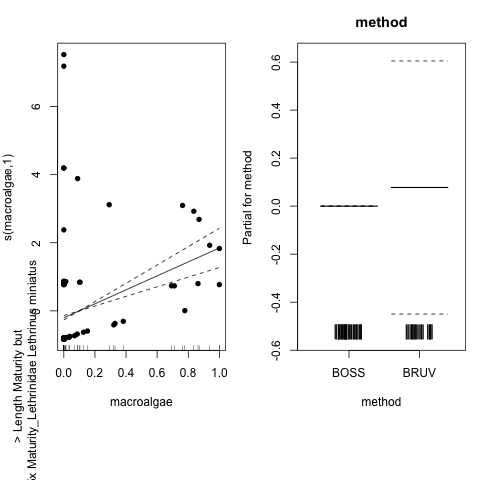 method
s(macroalgae,1)
> Length Maturity but
x Maturity_Lethrinidae Lethrinus miniatus
6
4
2
0.0 0.2 0.4 0.6 0.8 1.0
macroalgae
Partial for method
0.6
0.4
0.2
0.0
-0.2
-0.4
-0.6
BOSS BRUV
method